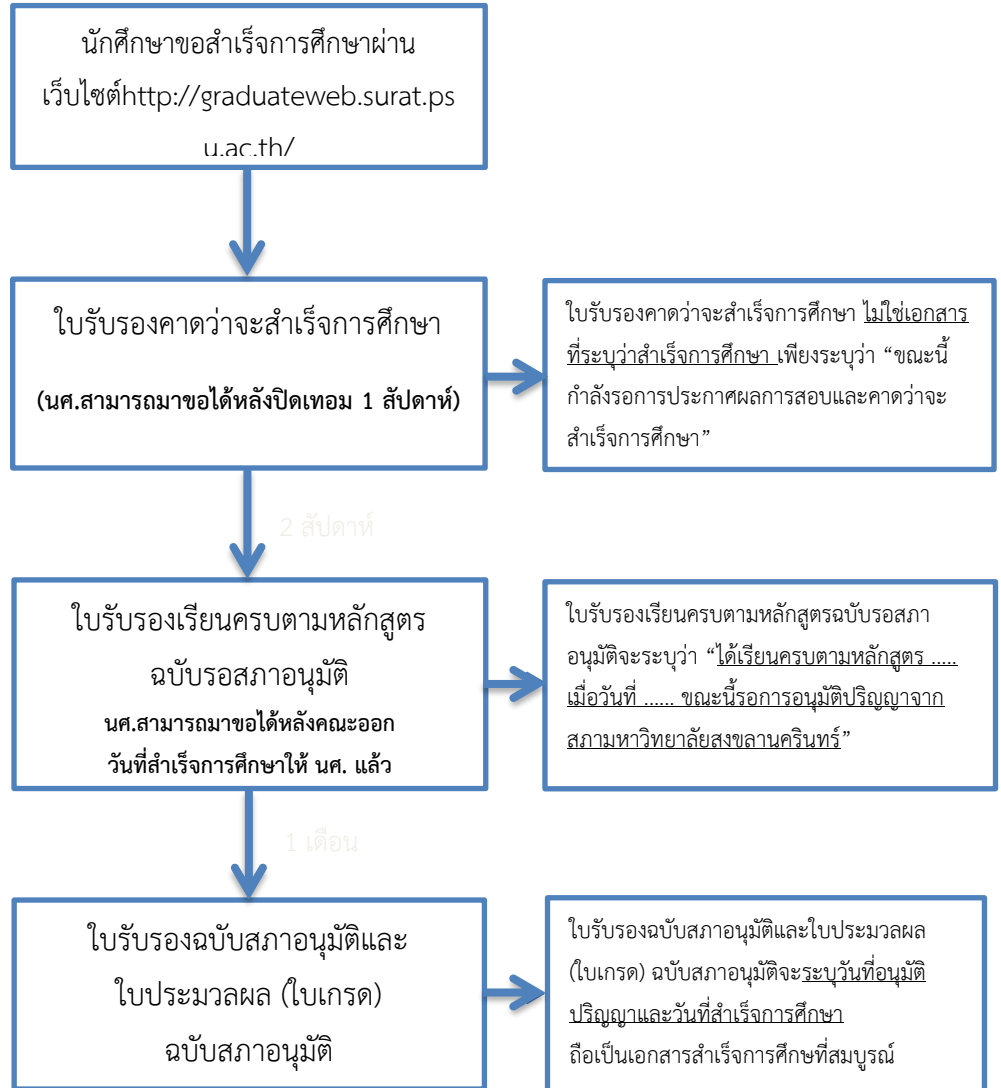 นักศึกษาขอสำเร็จการศึกษาผ่าน
เว็บไซต์http://graduateweb.surat.ps
u.ac.th/
ใบรับรองคาดว่าจะสำเร็จการศึกษา
(นศ.สามารถมาขอได้หลังปิดเทอม 1 สัปดาห์)
ใบรับรองคาดว่าจะสำเร็จการศึกษา ไม่ใช่เอกสาร
ที่ระบุว่าสำเร็จการศึกษา เพียงระบุว่า “ขณะนี้
กำลังรอการประกาศผลการสอบและคาดว่าจะ
สำเร็จการศึกษา”
2 สัปดาห์
ใบรับรองเรียนครบตามหลักสูตร
ฉบับรอสภาอนุมัติ
นศ.สามารถมาขอได้หลังคณะออก
วันที่สำเร็จการศึกษาให้ นศ. แล้ว
ใบรับรองเรียนครบตามหลักสูตรฉบับรอสภา
อนุมัติจะระบุว่า “ได้เรียนครบตามหลักสูตร .....
เมื่อวันที่ ...... ขณะนี้รอการอนุมัติปริญญาจาก
สภามหาวิทยาลัยสงขลานครินทร์”
1 เดือน
ใบรับรองฉบับสภาอนุมัติและ
ใบประมวลผล (ใบเกรด)
ฉบับสภาอนุมัติ
ใบรับรองฉบับสภาอนุมัติและใบประมวลผล
(ใบเกรด) ฉบับสภาอนุมัติจะระบุวันที่อนุมัติ
ปริญญาและวันที่สำเร็จการศึกษา
ถือเป็นเอกสารสำเร็จการศึกษที่สมบูรณ์